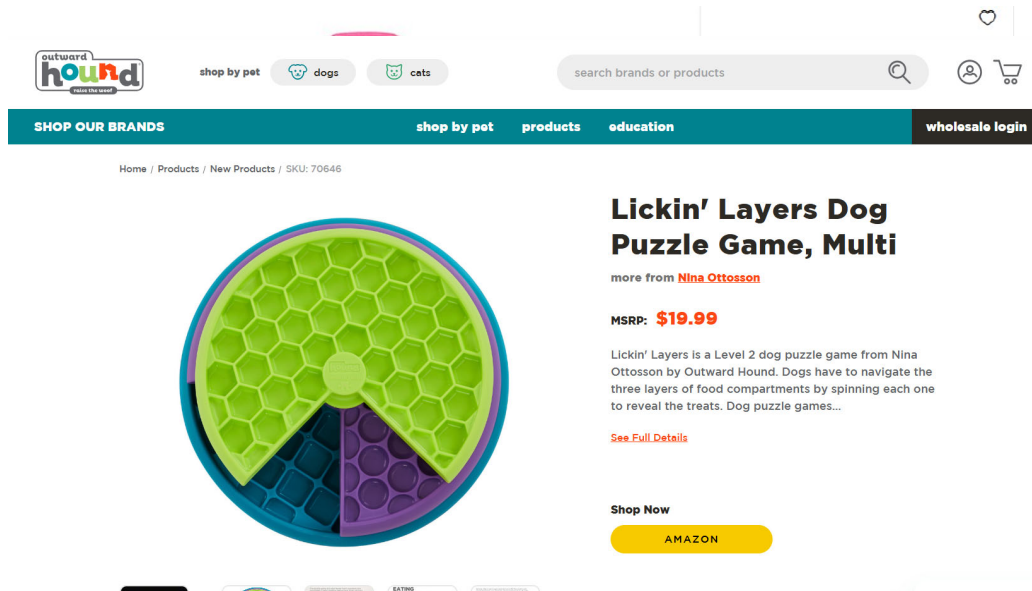 outward
hound
raise the woof
shop by pet
dogs
cats
search brands or products
SHOP OUR BRANDS
shop by pet
products
education
wholesale login
Home / Products / New Products / SKU: 70646
Lickin' Layers Dog
Puzzle Game, Multi
more from Nina Ottosson
MSRP: $19.99
Lickin' Layers is a Level 2 dog puzzle game from Nina
Ottosson by Outward Hound. Dogs have to navigate the
three layers of food compartments by spinning each one
to reveal the treats. Dog puzzle games...
See Full Details
Shop Now
AMAZON
EATING